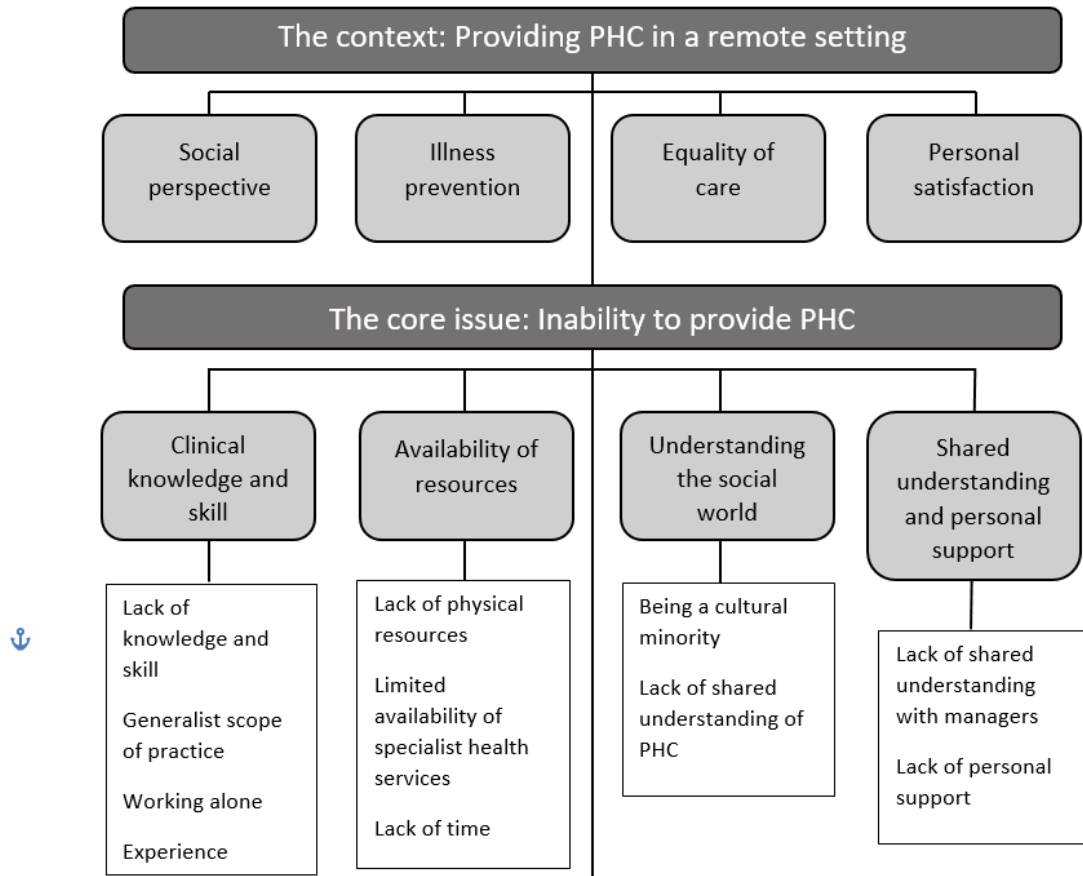 The context: Providing PHC in a remote setting
Social
perspective
Illness
prevention
Equality of
care
Personal
satisfaction
The core issue: Inability to provide PHC
Clinical
knowledge and
skill
Availability of
resources
Understanding
the social
world
Shared
understanding
and personal
support
Lack of
knowledge and
skill
Generalist scope
of practice
Working alone
Experience
Lack of physical
resources
Limited
availability of
specialist health
services
Lack of time
Being a cultural
minority
Lack of shared
understanding of
PHC
Lack of shared
understanding
with managers
Lack of personal
support